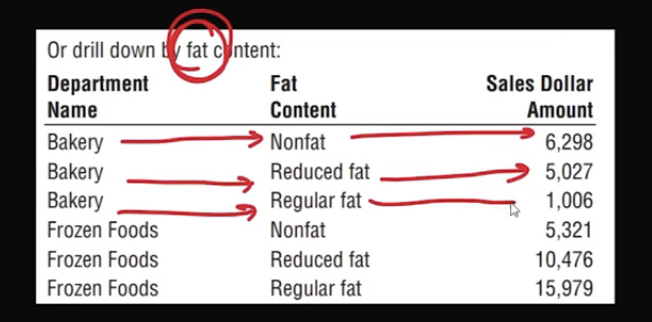 Or drill down by fat content:
Department Fat Sales Dollar
Name Content Amount
Bakery Nonfat 6,298
Bakery Reduced fat 5,027
Bakery Regular fat 1,006
Frozen Foods Nonfat 5,321
Frozen Foods Reduced fat 10,476
Frozen Foods Regular fat 15,979